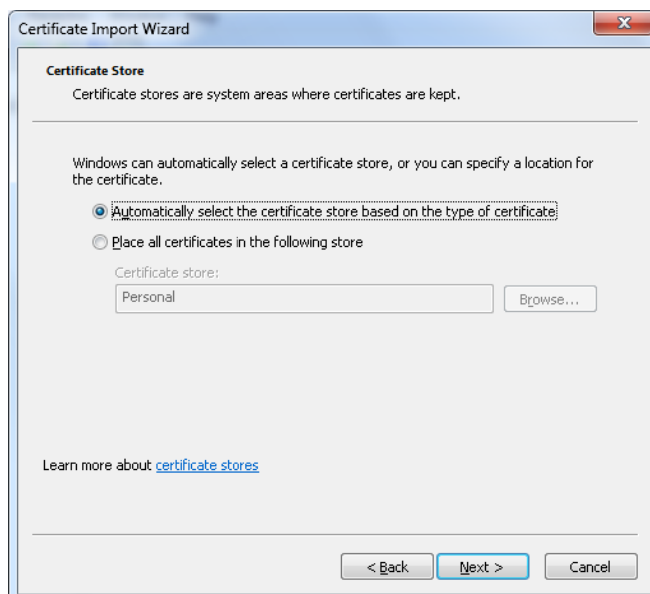 Certificate Import Wizard
Certificate Store
Certificate stores are system areas where certificates are kept.
Windows can automatically select a certificate store, or you can specify a location for
the certificate.
Automatically select the certificate store based on the type of certificate
Place all certificates in the following store
Certificate store:
Personal
Browse...
Learn more about certificate stores
< Back
Next >
Cancel